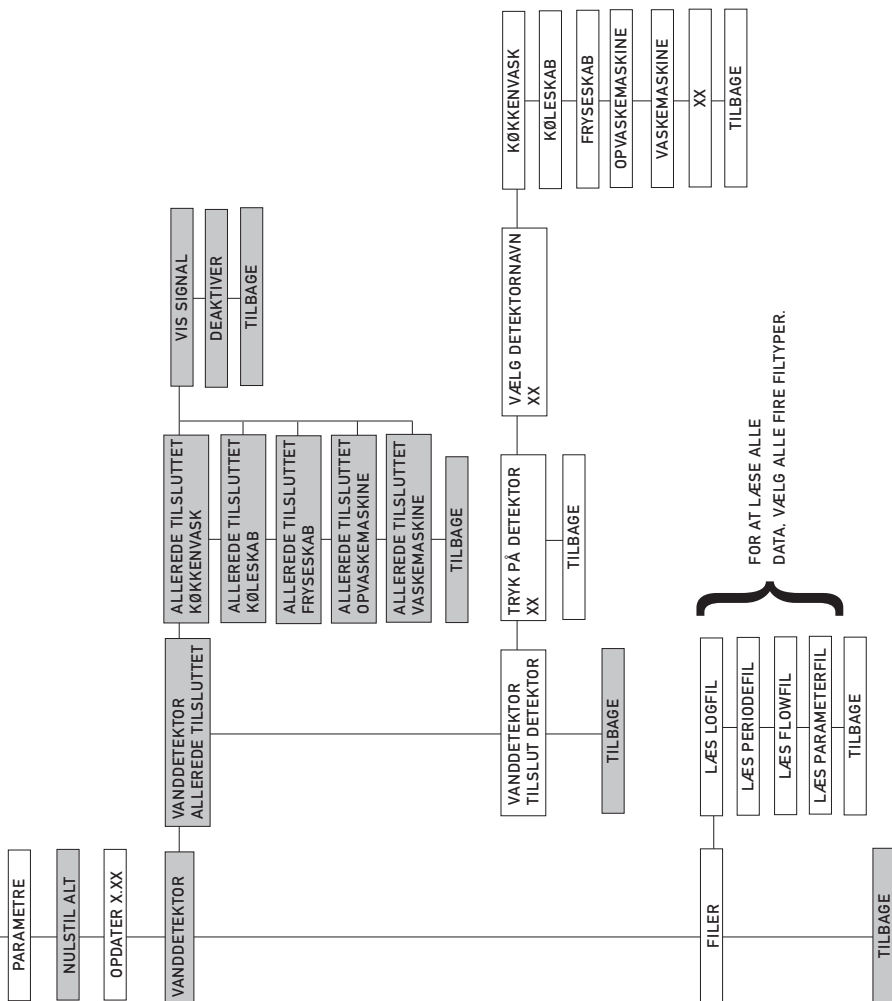 PARAMETRE
NULSTIL ALT
OPDATER X.XX
VANDDETEKTOR
VANDDETEKTOR
ALLEREDE TILSLUTTET
ALLEREDE TILSLUTTET
KØKKENVASK
ALLEREDE TILSLUTTET
KØLESKAB
ALLEREDE TILSLUTTET
FRYSESKAB
ALLEREDE TILSLUTTET
OPVASKEMASKINE
ALLEREDE TILSLUTTET
VASKEMASKINE
TILBAGE
VIS SIGNAL
DEAKTIVER
TILBAGE
VANDDETEKTOR
TILSLUT DETEKTOR
TILBAGE
TRYK PÅ DETEKTOR
XX
TILBAGE
VÆLG DETEKTORNAVN
XX
KØKKENVASK
KØLESKAB
FRYSESKAB
OPVASKEMASKINE
VASKEMASKINE
XX
TILBAGE
FILER
LÆS LOGFIL
LÆS PERIODEFIL
LÆS FLOWFIL
LÆS PARAMETERFIL
TILBAGE
FOR AT LÆSE ALLE
DATA, VÆLG ALLE FIRE FILTYPER.
TILBAGE